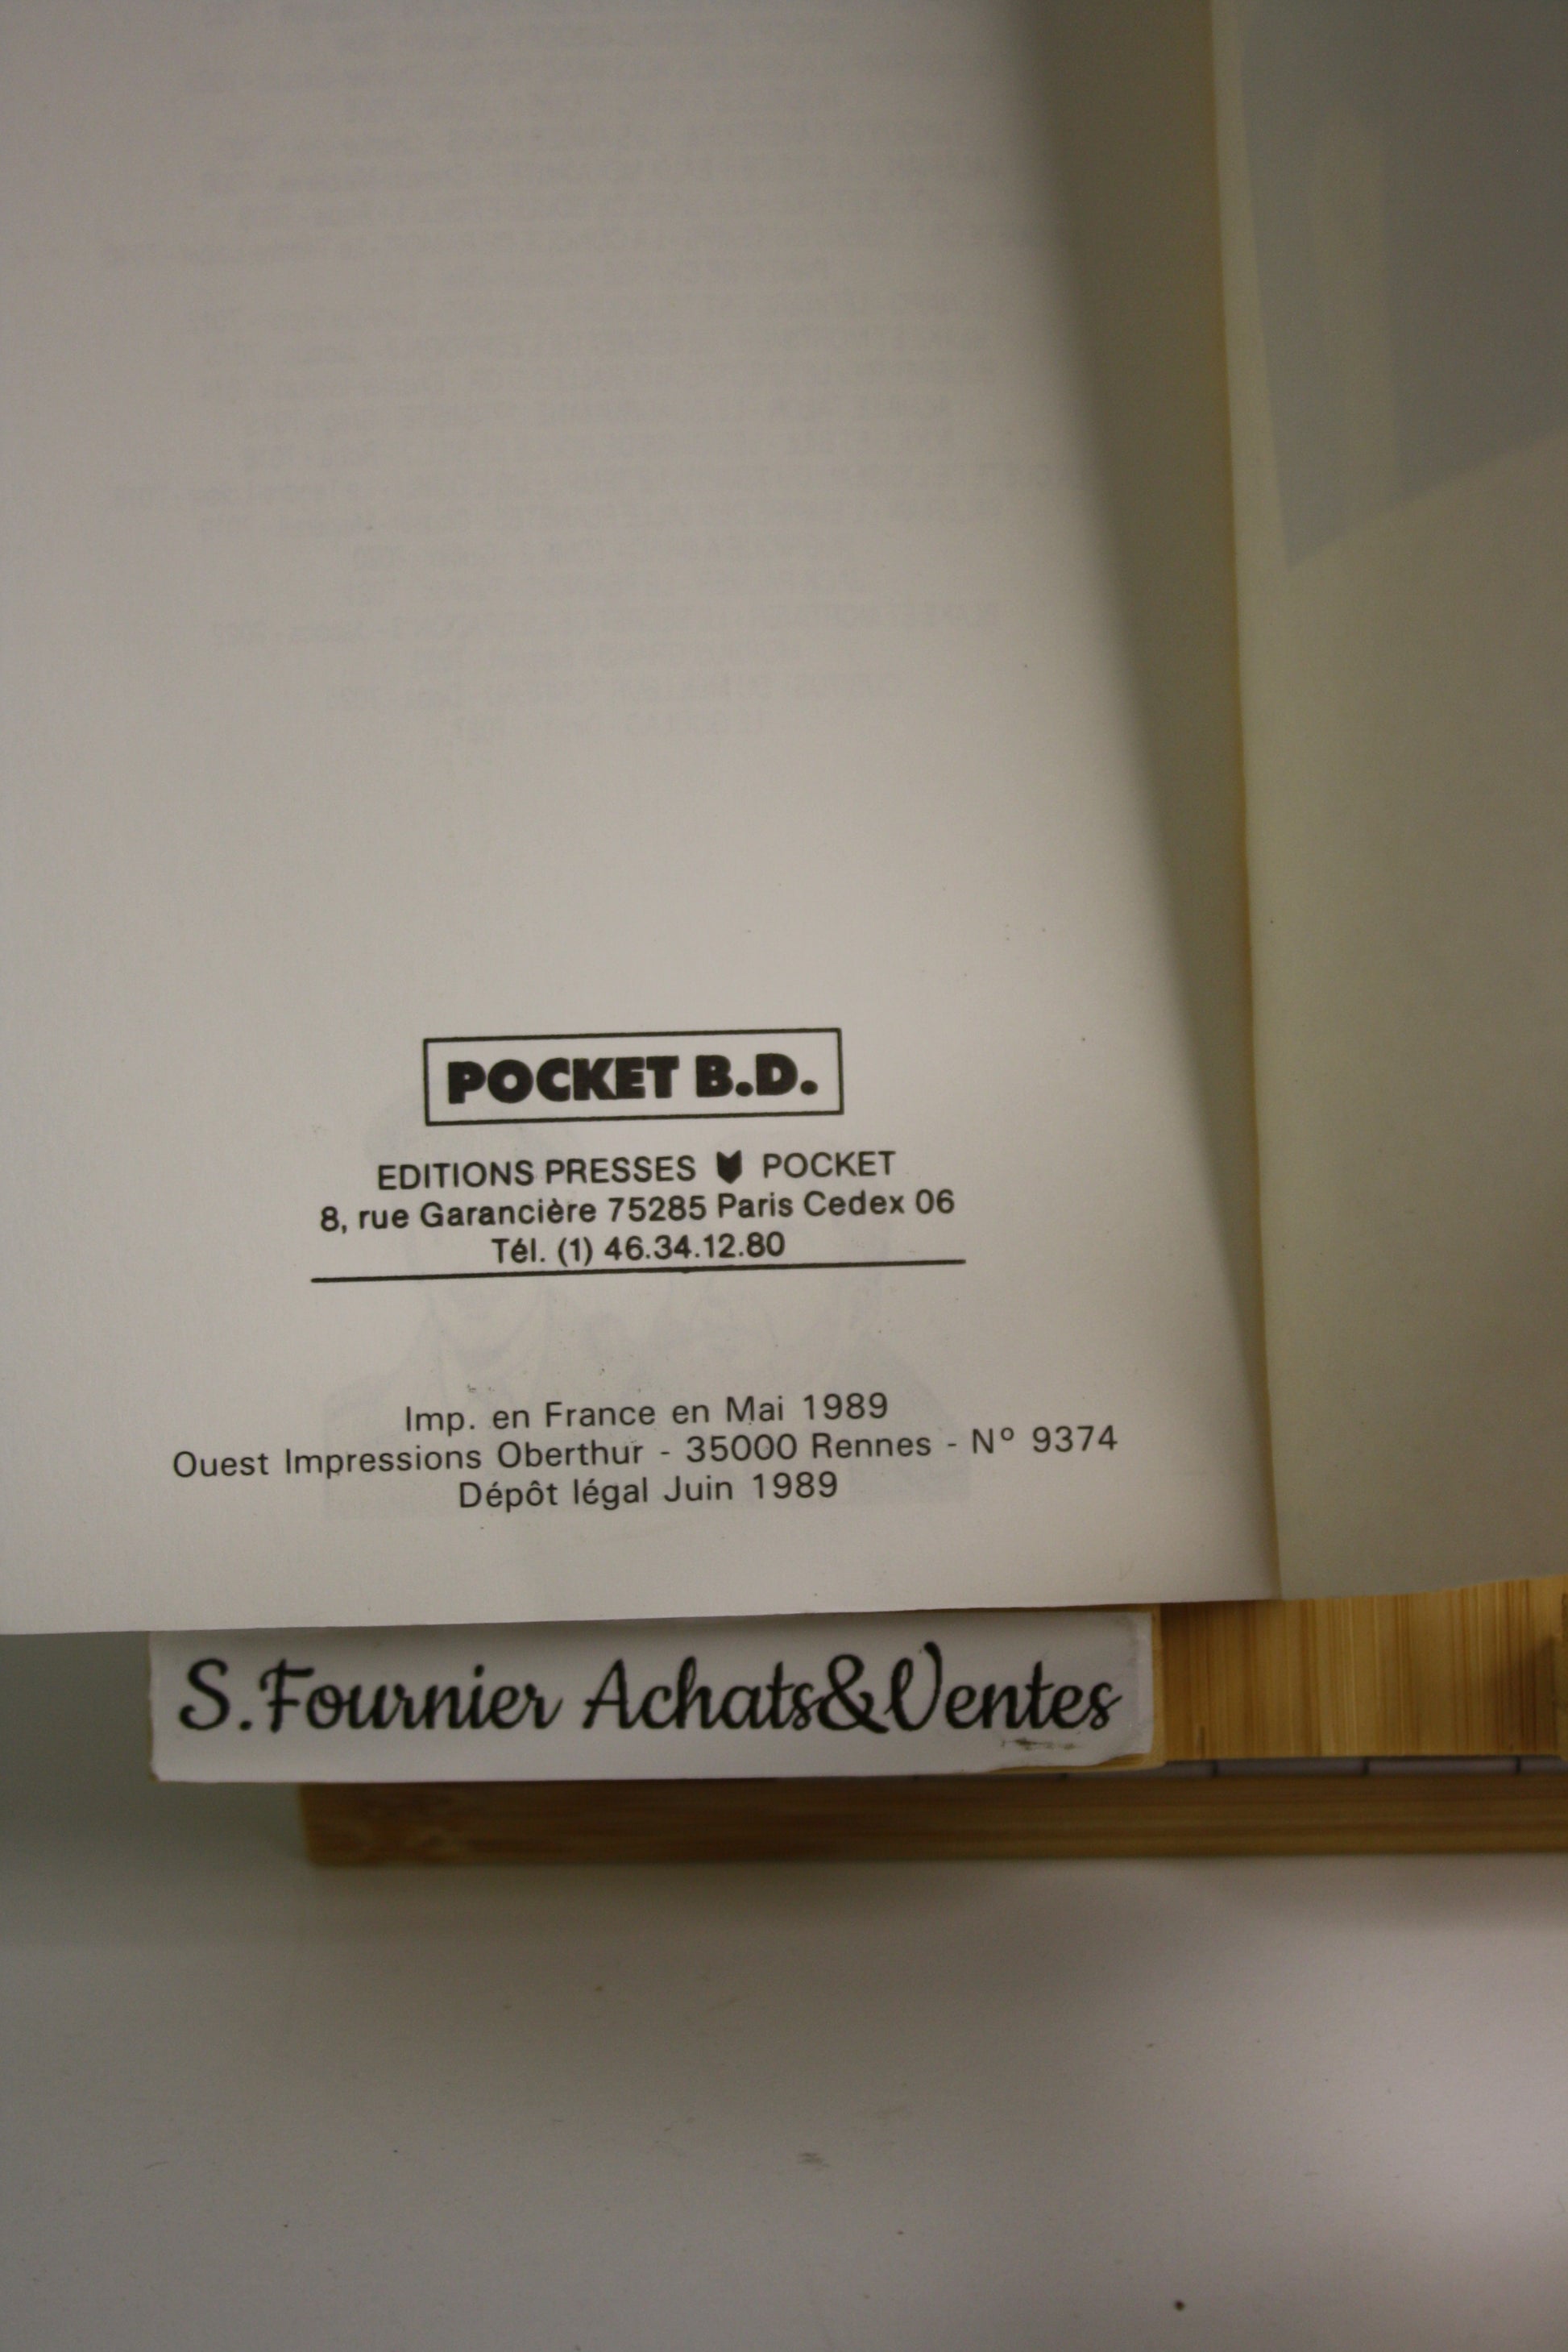 POCKET B.D.
EDITIONS PRESSES POCKET
8, rue Garancière 75285 Paris Cedex 06
Tél. (1) 46.34.12.80
Imp. en France en Mai 1989
Ouest Impressions Oberthur - 35000 Rennes - N° 9374
Dépôt légal Juin 1989
S.Fournier Achats&Ventes